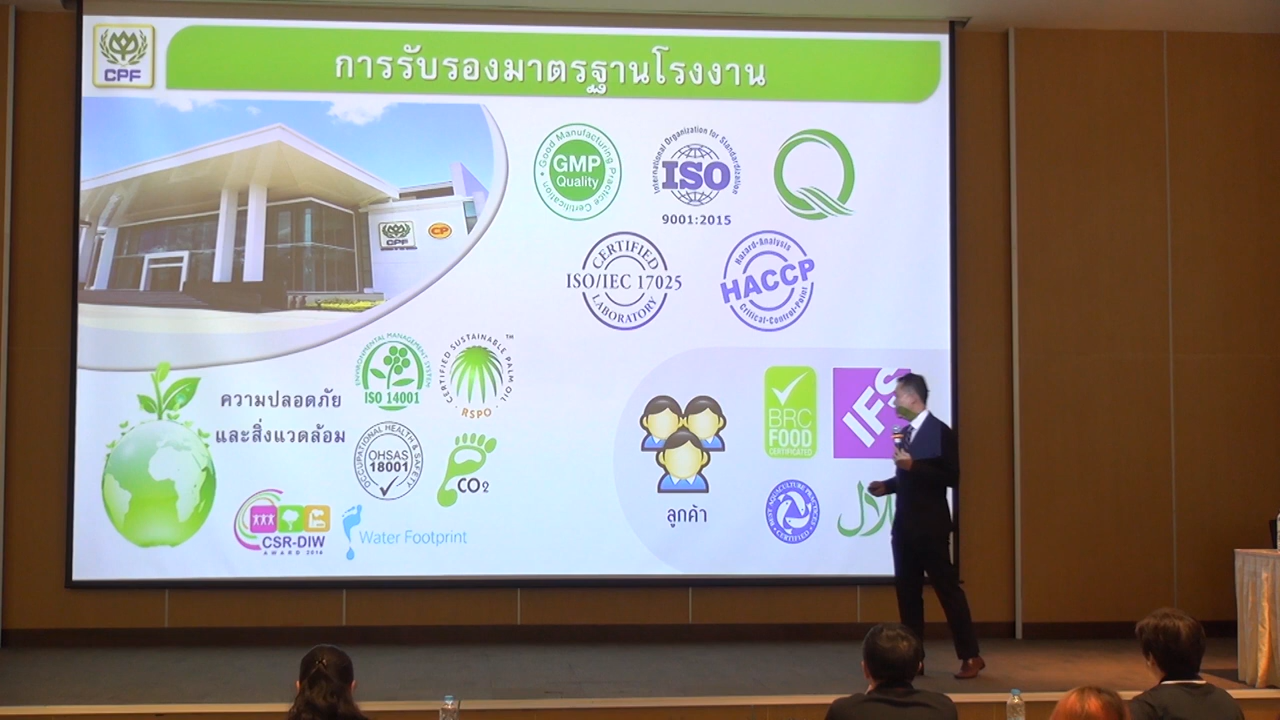 CPF
การรับรองมาตรฐานโรงงาน
CPF
CP
Good Manufacturing Practice Certification
GMP
Quality
International Organization for Standardization
ISO
9001:2015
Q
CERTIFIED
ISO/IEC 17025
LABORATORY
Hazard-Analysis
HACCP
Critical-Control-Point
ความปลอดภัย
และสิ่งแวดล้อม
ENVIRONMENTAL MANAGEMENT SYSTEM
ISO 14001
CERTIFIED SUSTAINABLE PALM OIL TM
RSPO
OCCUPATIONAL HEALTH & SAFETY
OHSAS
18001
CO2
CSR-DIW
AWARD 2016
Water Footprint
ลูกค้า
BRC
FOOD
CERTIFICATED
IFS
BEST AQUACULTURE PRACTICES
CERTIFIED